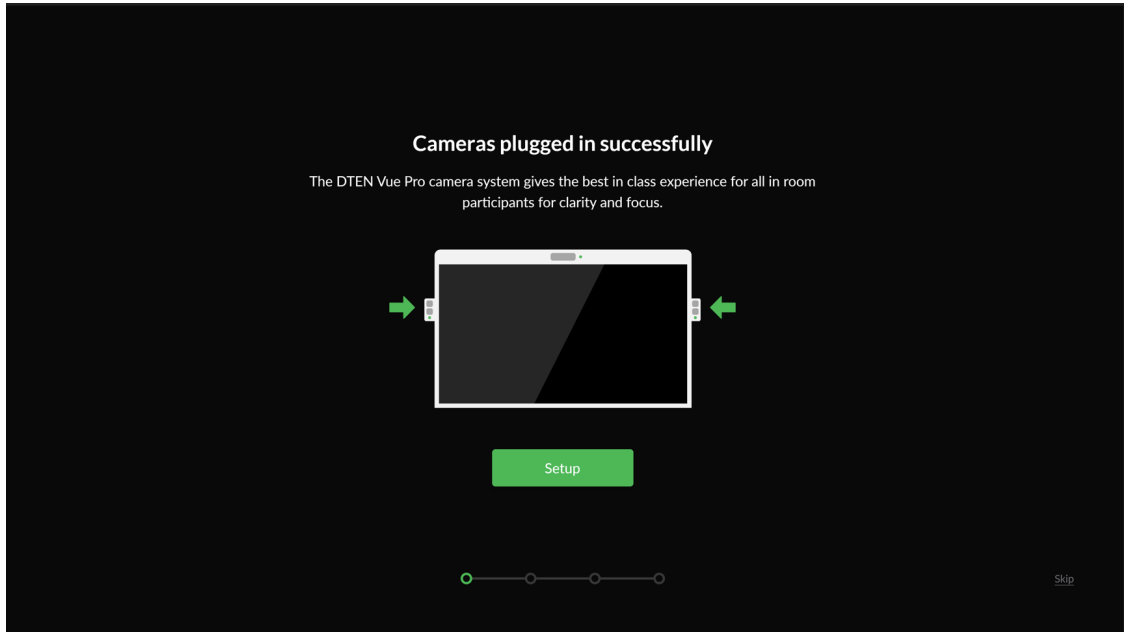 Cameras plugged in successfully
The DTEN Vue Pro camera system gives the best in class experience for all in room
participants for clarity and focus.
Setup
Skip